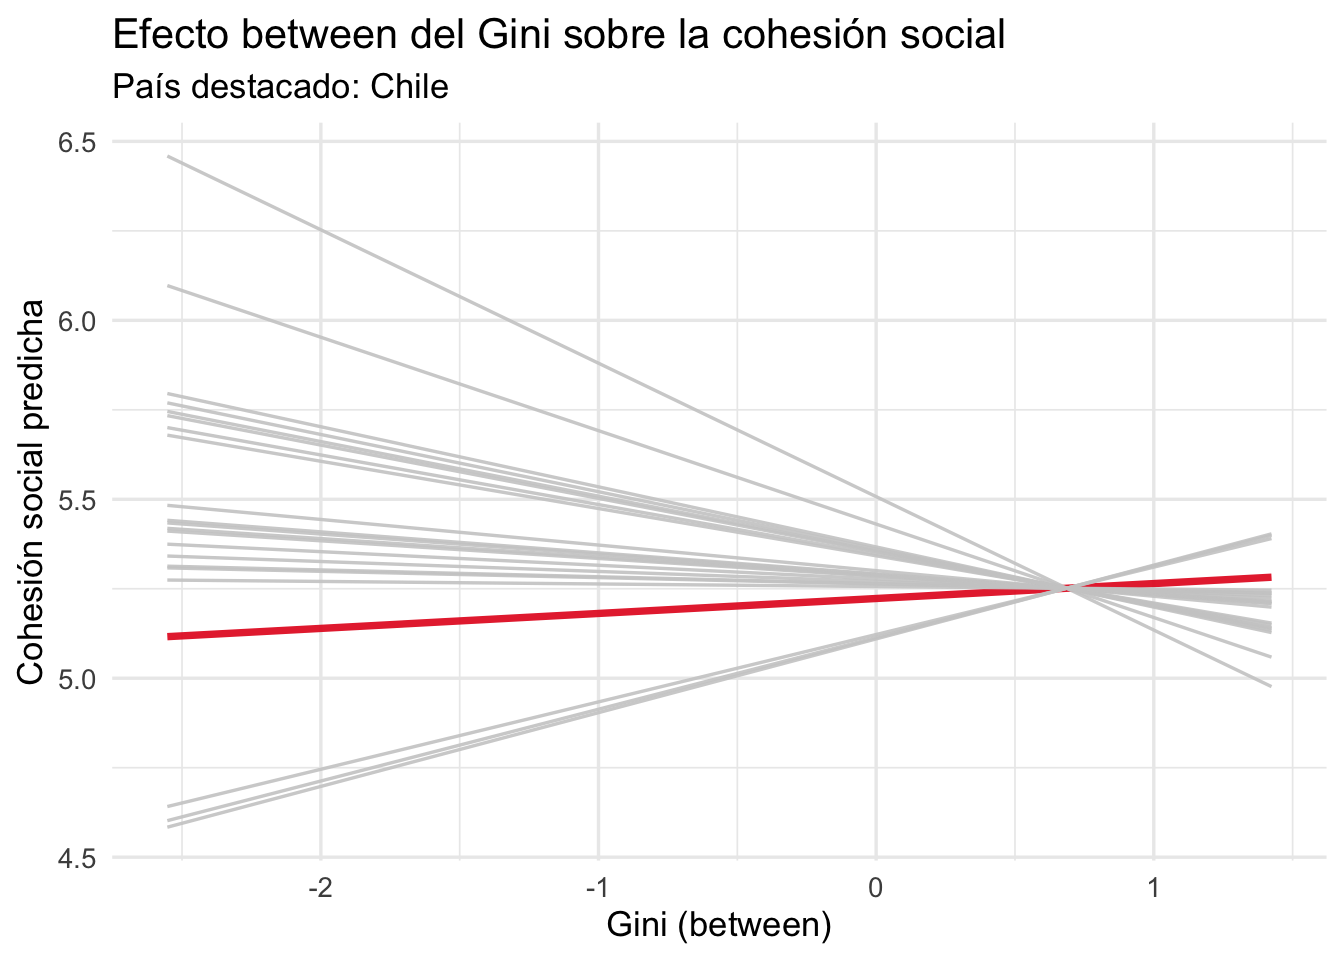 Efecto between del Gini sobre la cohesión social
País destacado: Chile
Cohesión social predicha
6.5
6.0
5.5
5.0
4.5
-2
-1
0
1
Gini (between)